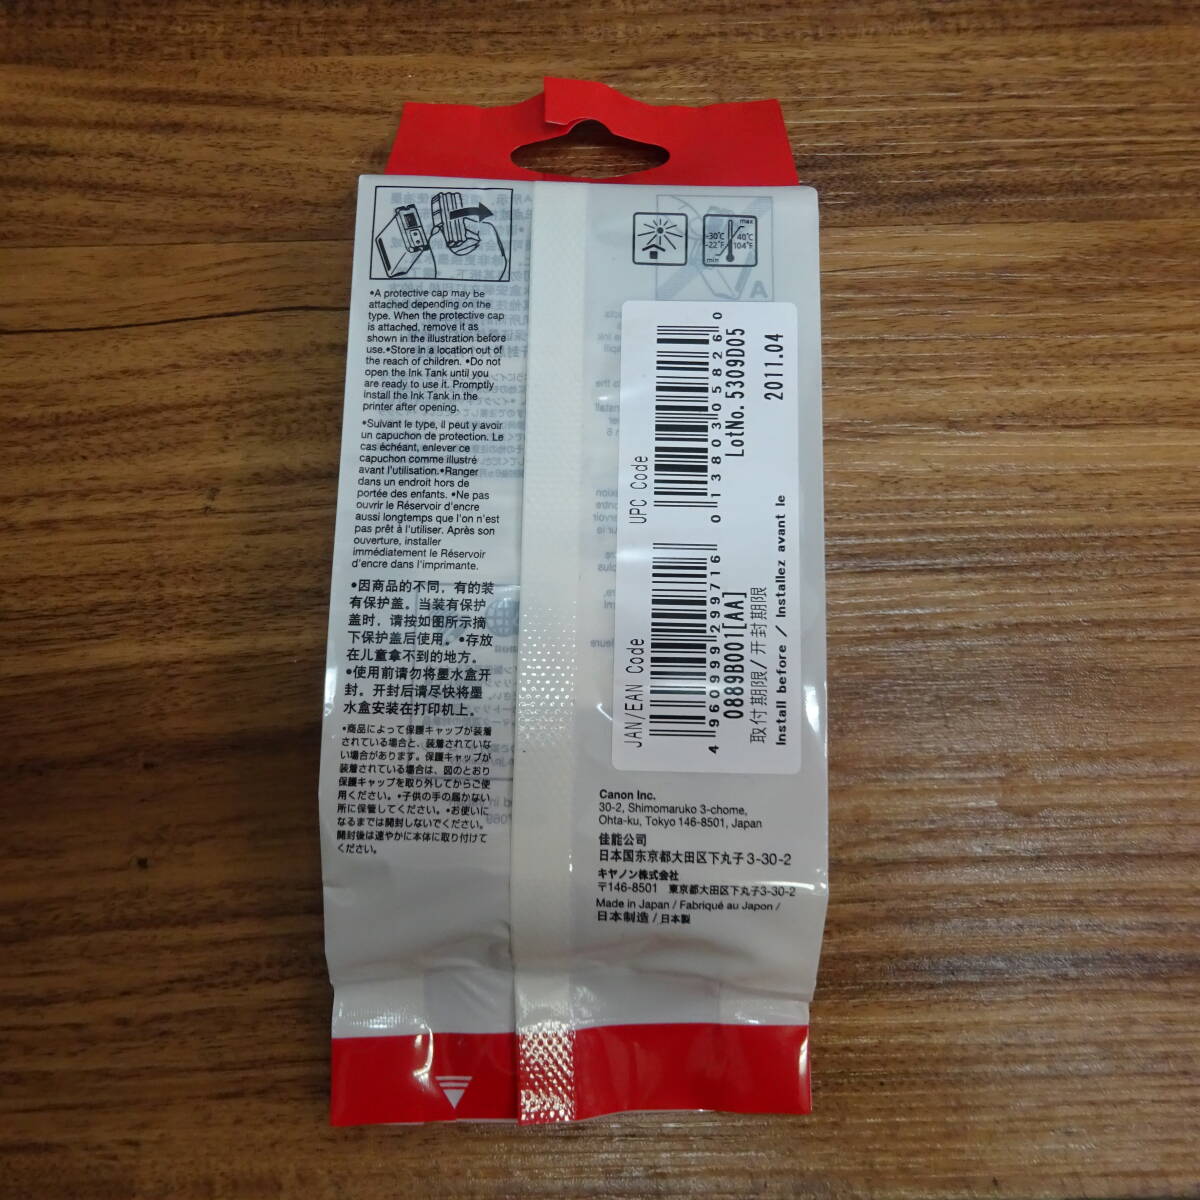 •A protective cap may be
attached depending on the
type. When the protective cap
is attached, remove it as
shown in the illustration before
use.•Store in a location out of
the reach of children. •Do not
open the Ink Tank until you
are ready to use it. Promptly
install the Ink Tank in the
printer after opening.
•Suivant le type, il peut y avoir
un capuchon de protection. Le
cas échéant, enlever ce
capuchon comme illustré
avant l'utilisation.•Ranger
dans un endroit hors de
portée des enfants. •Ne pas
ouvrir le Réservoir d'encre
aussi longtemps que l'on n'est
pas prêt à l'utiliser. Après son
ouverture, installer
immédiatement le Réservoir
d'encre dans l'imprimante.
•因商品的不同，有的装
有保护盖。当装有保护
盖时，请按如图所示摘
下保护盖后使用。•存放
在儿童拿不到的地方。
•使用前请勿将墨水盒开
封。开封后请尽快将墨
水盒安装在打印机上。
•商品によって保護キャップが装着
されている場合と、装着されていな
い場合があります。保護キャップが
装着されている場合は、図のとおり
保護キャップを取り外してからご使
用ください。•子供の手の届かない
所に保管してください。•お使いに
なるまでは開封しないでください。
開封後は速やかに本体に取り付けて
ください。
max
-30°C 40°C
-22°F 104°F
min
JAN/EAN Code
4960999299716
UPC Code
013803058260
0889B001[AA]
LotNo. 5309D05
取付期限/开封期限
Install before / Installez avant le
2011.04
Canon Inc.
30-2, Shimomaruko 3-chome,
Ohta-ku, Tokyo 146-8501, Japan
佳能公司
日本国东京都大田区下丸子3-30-2
キヤノン株式会社
〒146-8501 東京都大田区下丸子3-30-2
Made in Japan / Fabriqué au Japon /
日本制造 / 日本製